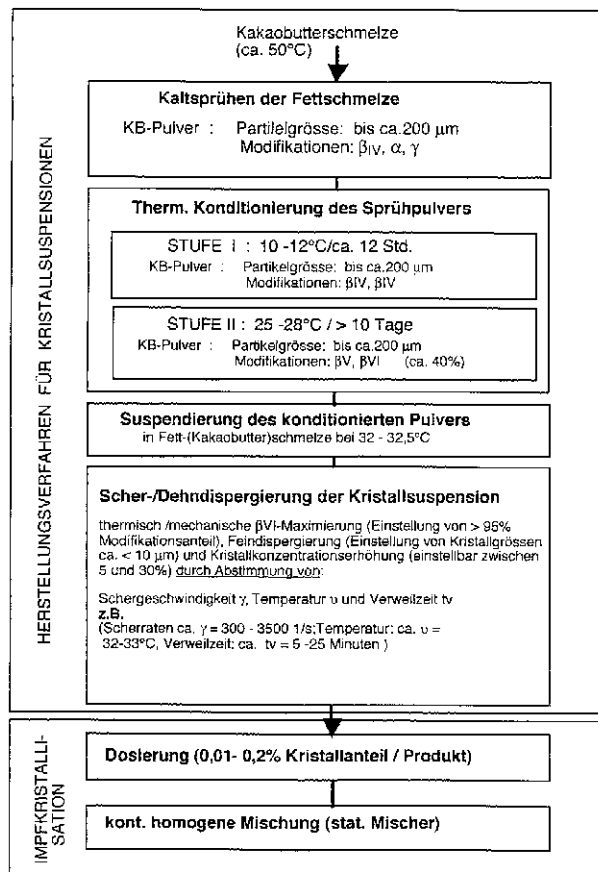 Kakaobutterschmelze
(ca. 50°C)
HERSTELLUNGSVERFAHREN FÜR KRISTALLSUSPENSIONEN
Kaltsprühen der Fettschmelze
KB-Pulver : Partilelgrösse: bis ca.200 µm
Modifikationen: βIV, α, γ
Therm. Konditionierung des Sprühpulvers
STUFE I : 10 -12°C/ca. 12 Std.
KB-Pulver : Partikelgrösse: bis ca.200 µm
Modifikationen: βIV, βIV
STUFE II : 25 -28°C / > 10 Tage
KB-Pulver : Partikelgrösse: bis ca.200 µm
Modifikationen: βV, βVI (ca. 40%)
Suspendierung des konditionierten Pulvers
in Fett-(Kakaobutter)schmelze bei 32 - 32,5°C
Scher-/Dehndispergierung der Kristallsuspension
thermisch /mechanische βVI-Maximierung (Einstellung von > 95%
Modifikationsanteil), Feindispergierung (Einstellung von Kristallgrössen
ca. < 10 µm) und Kristallkonzentrationserhöhung (einstellbar zwischen
5 und 30%) durch Abstimmung von:
Schergeschwindigkeit γ, Temperatur υ und Verweilzeit tv
z.B.
(Scherraten ca. γ = 300 - 3500 1/s;Temperatur: ca. υ =
32-33°C, Verweilzeit: ca. tv = 5 -25 Minuten )
IMPFKRISTALLI-
SATION
Dosierung (0,01- 0,2% Kristallanteil / Produkt)
kont. homogene Mischung (stat. Mischer)